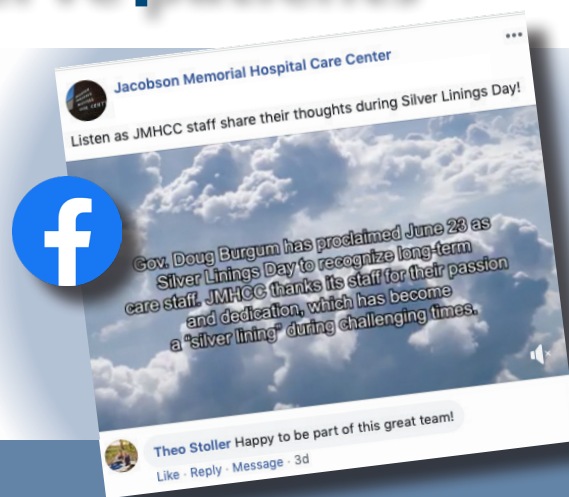 Jacobson Memorial Hospital Care Center
Listen as JMHCC staff share their thoughts during Silver Linings Day!
Gov. Doug Burgum has proclaimed June 23 as
Silver Linings Day to recognize long-term
care staff. JMHCC thanks its staff for their passion
and dedication, which has become
a "silver lining" during challenging times.
Theo Stoller Happy to be part of this great team!
Like · Reply · Message · 3d